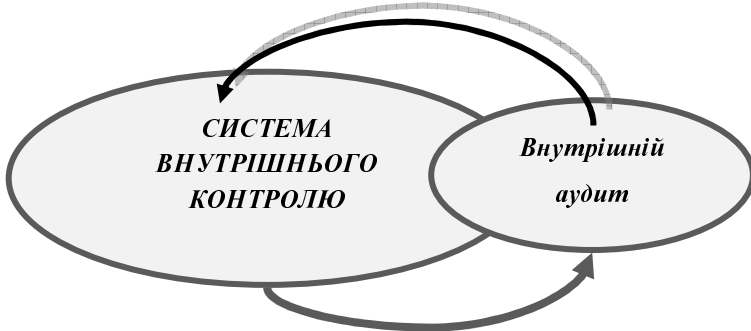 СИСТЕМА
ВНУТРІШНЬОГО
КОНТРОЛЮ
Внутрішній
аудит